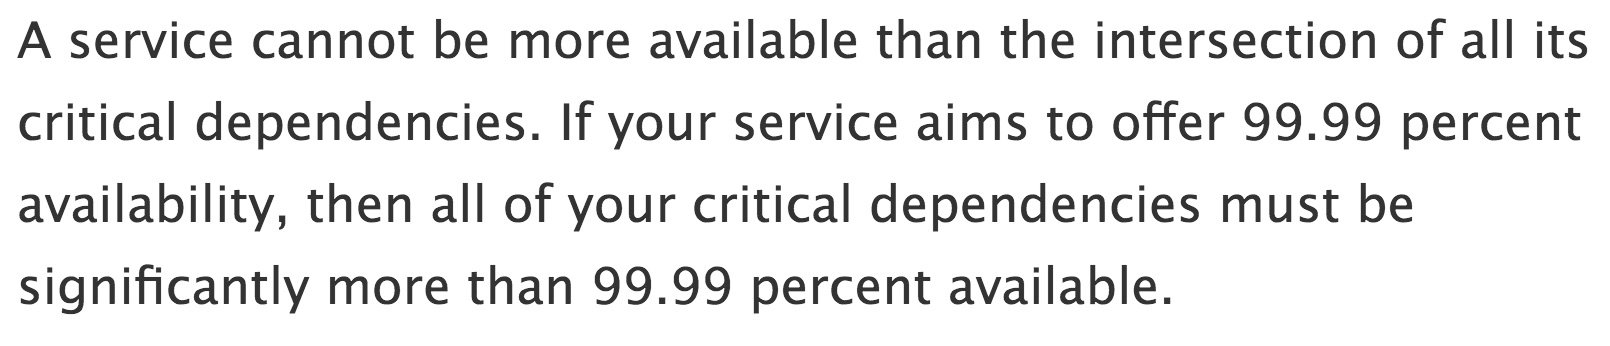 A service cannot be more available than the intersection of all its
critical dependencies. If your service aims to offer 99.99 percent
availability, then all of your critical dependencies must be
significantly more than 99.99 percent available.